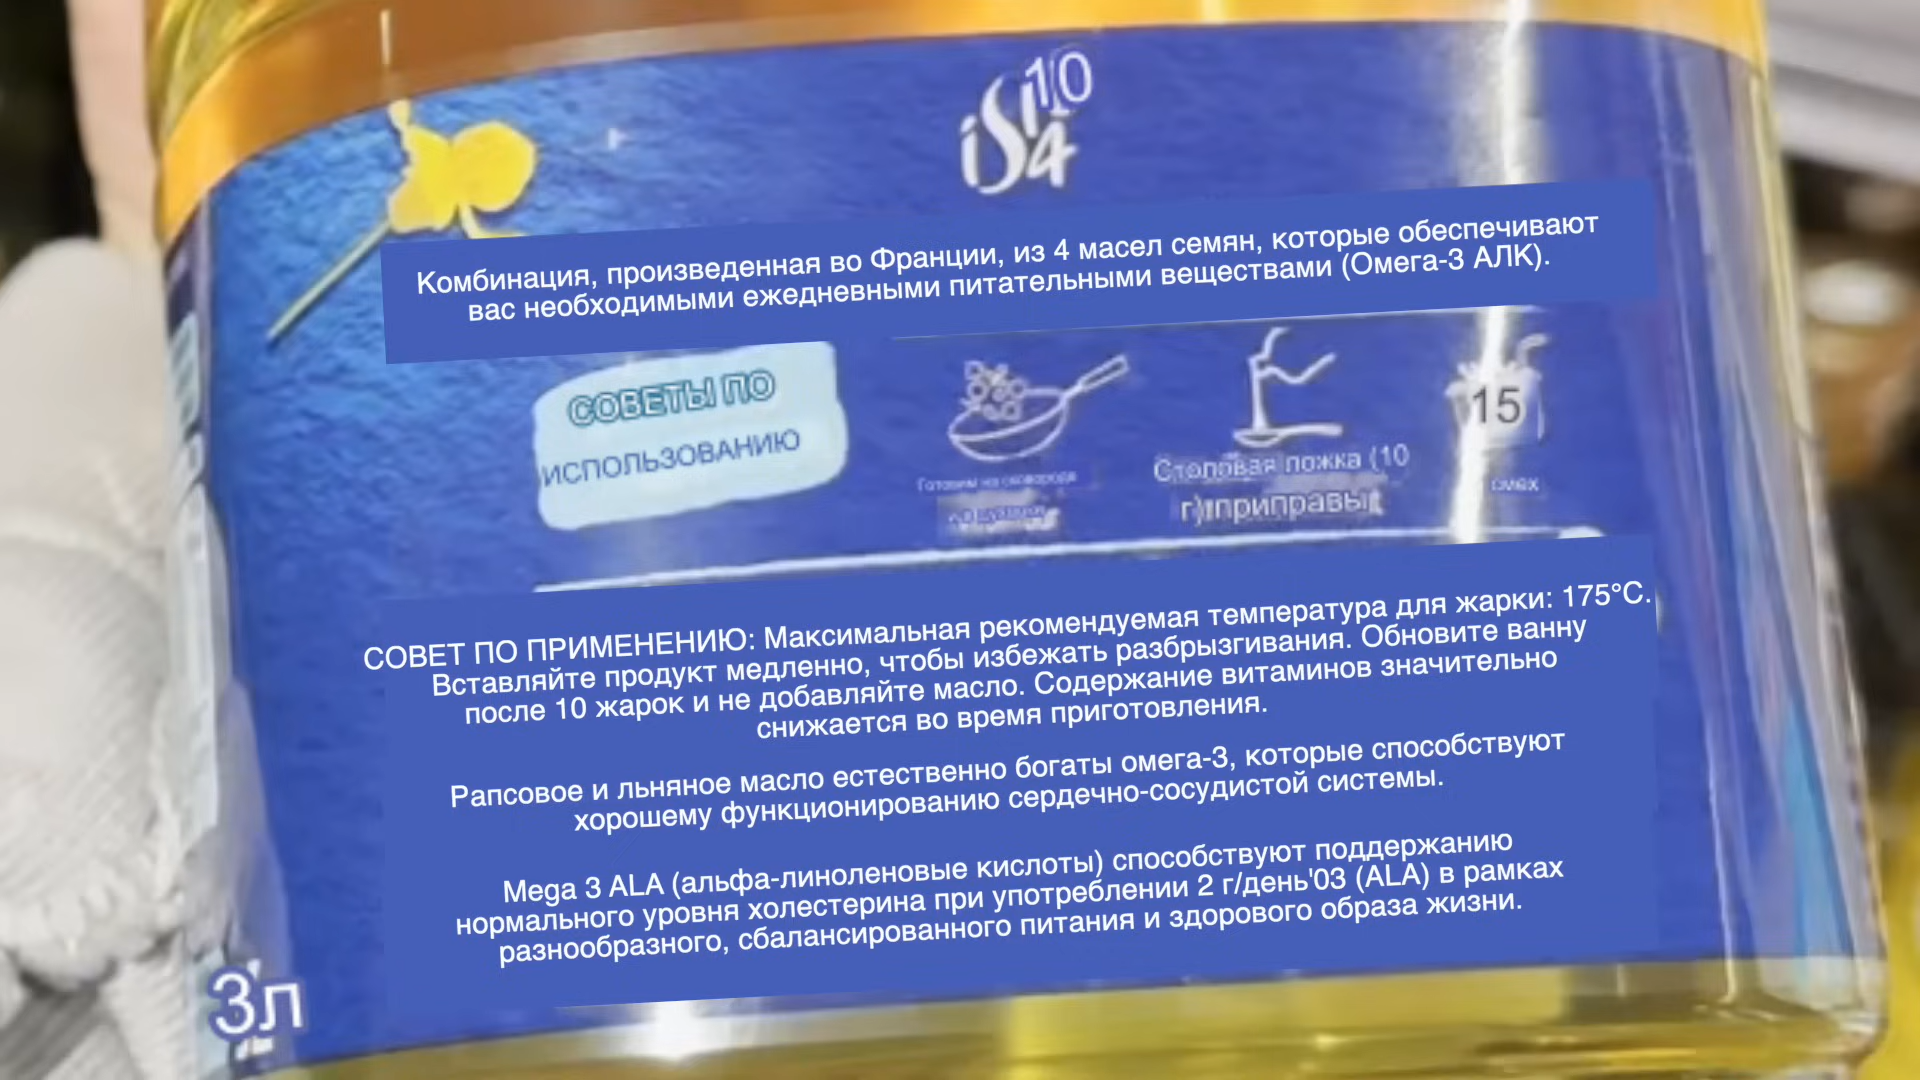 iSi4
10
Комбинация, произведенная во Франции, из 4 масел семян, которые обеспечивают
вас необходимыми ежедневными питательными веществами (Омега-3 АЛК).
СОВЕТЫ ПО
ИСПОЛЬЗОВАНИЮ
Готовим на сковороде
Столовая ложка (10
г) приправы
15
смех
СОВЕТ ПО ПРИМЕНЕНИЮ: Максимальная рекомендуемая температура для жарки: 175°C.
Вставляйте продукт медленно, чтобы избежать разбрызгивания. Обновите ванну
после 10 жарок и не добавляйте масло. Содержание витаминов значительно
снижается во время приготовления.
Рапсовое и льняное масло естественно богаты омега-3, которые способствуют
хорошему функционированию сердечно-сосудистой системы.
Mega 3 ALA (альфа-линоленовые кислоты) способствуют поддержанию
нормального уровня холестерина при употреблении 2 г/день'03 (ALA) в рамках
разнообразного, сбалансированного питания и здорового образа жизни.
3л